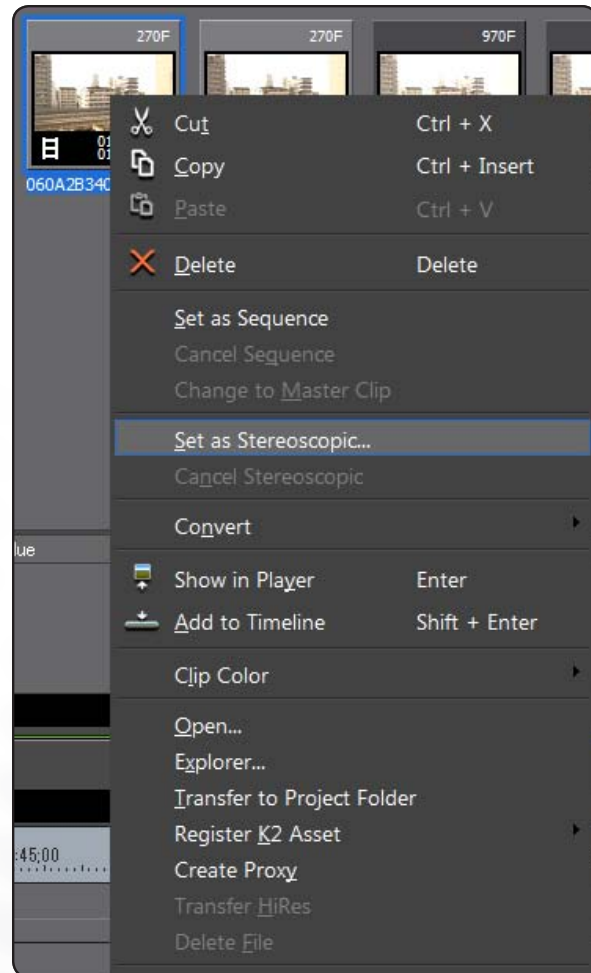 270F 270F 970F
060A2B340
Cut Ctrl + X
Copy Ctrl + Insert
Paste Ctrl + V
Delete Delete
Set as Sequence
Cancel Sequence
Change to Master Clip
Set as Stereoscopic...
Cancel Stereoscopic
Convert
lue
Show in Player Enter
Add to Timeline Shift + Enter
Clip Color
Open...
Explorer...
Transfer to Project Folder
Register K2 Asset
:45;00
Create Proxy
Transfer HiRes
Delete File